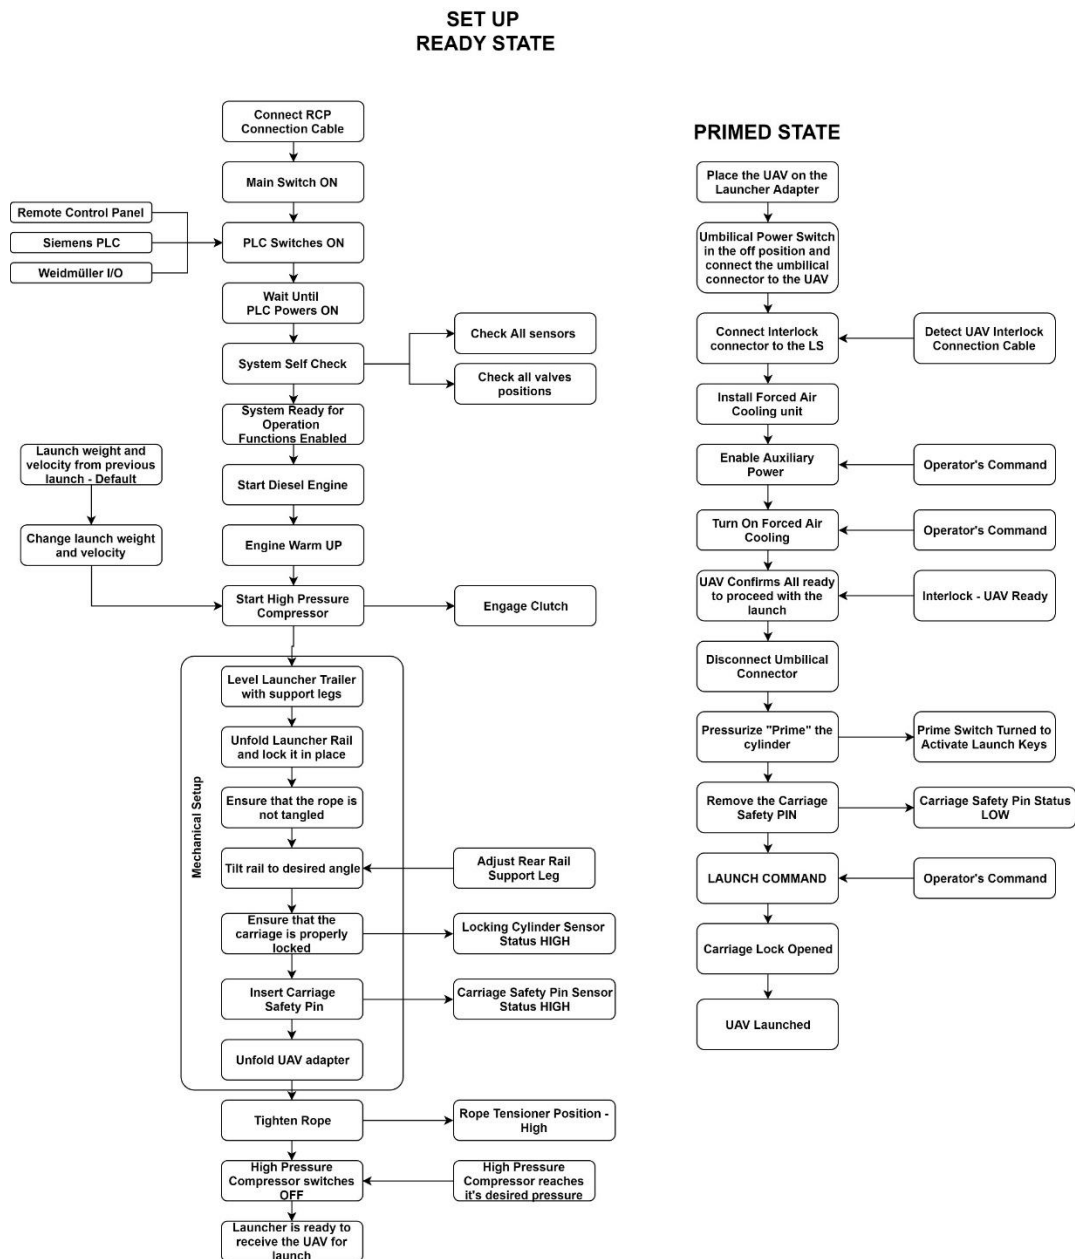 SET UP
READY STATE
Connect RCP
Connection Cable
Main Switch ON
Remote Control Panel
Siemens PLC
Weidmüller I/O
PLC Switches ON
Wait Until
PLC Powers ON
System Self Check
Check All sensors
Check all valves
positions
System Ready for
Operation
Functions Enabled
Launch weight and
velocity from previous
launch - Default
Start Diesel Engine
Change launch weight
and velocity
Engine Warm UP
Start High Pressure
Compressor
Engage Clutch
Mechanical Setup
Level Launcher Trailer
with support legs
Unfold Launcher Rail
and lock it in place
Ensure that the rope is
not tangled
Tilt rail to desired angle
Adjust Rear Rail
Support Leg
Ensure that the
carriage is properly
locked
Locking Cylinder Sensor
Status HIGH
Insert Carriage
Safety Pin
Carriage Safety Pin Sensor
Status HIGH
Unfold UAV adapter
Tighten Rope
Rope Tensioner Position -
High
High Pressure
Compressor switches
OFF
High Pressure
Compressor reaches
it's desired pressure
Launcher is ready to
receive the UAV for
launch
PRIMED STATE
Place the UAV on the
Launcher Adapter
Umbilical Power Switch
in the off position and
connect the umbilical
connector to the UAV
Connect Interlock
connector to the LS
Detect UAV Interlock
Connection Cable
Install Forced Air
Cooling unit
Enable Auxiliary
Power
Operator's Command
Turn On Forced Air
Cooling
Operator's Command
UAV Confirms All ready
to proceed with the
launch
Interlock - UAV Ready
Disconnect Umbilical
Connector
Pressurize "Prime" the
cylinder
Prime Switch Turned to
Activate Launch Keys
Remove the Carriage
Safety PIN
Carriage Safety Pin Status
LOW
LAUNCH COMMAND
Operator's Command
Carriage Lock Opened
UAV Launched